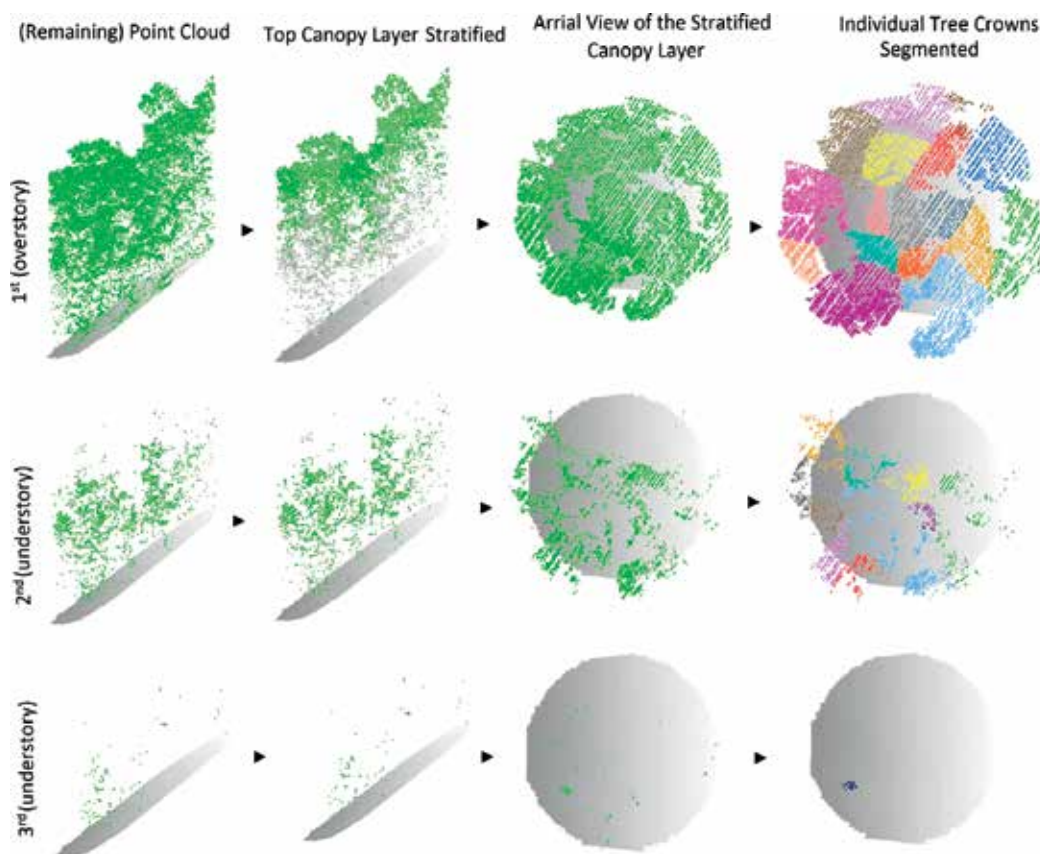 (Remaining) Point Cloud
Top Canopy Layer Stratified
Arrial View of the Stratified
Canopy Layer
Individual Tree Crowns
Segmented
1st (overstory)
2nd (understory)
3rd (understory)